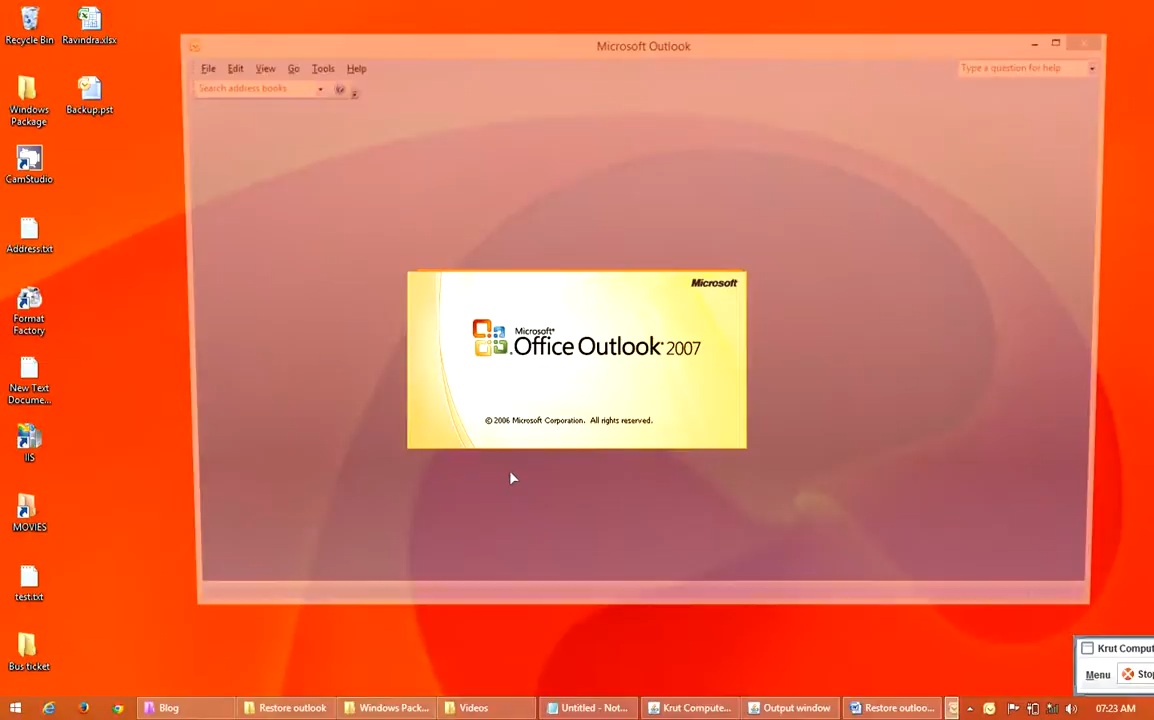 Recycle Bin
Ravindra.xlsx
Windows
Package
Backup.pst
CamStudio
Address.txt
Format
Factory
New Text
Docume...
IIS
MOVIES
test.txt
Bus ticket
Microsoft Outlook
File Edit View Go Tools Help
Type a question for help
Search address books
Microsoft
Microsoft®
Office Outlook® 2007
© 2006 Microsoft Corporation. All rights reserved.
Krut Comput
Menu Stop
Blog
Restore outlook
Windows Pack...
Videos
Untitled - Not...
Krut Compute...
Output window
Restore outloo...
07:23 AM